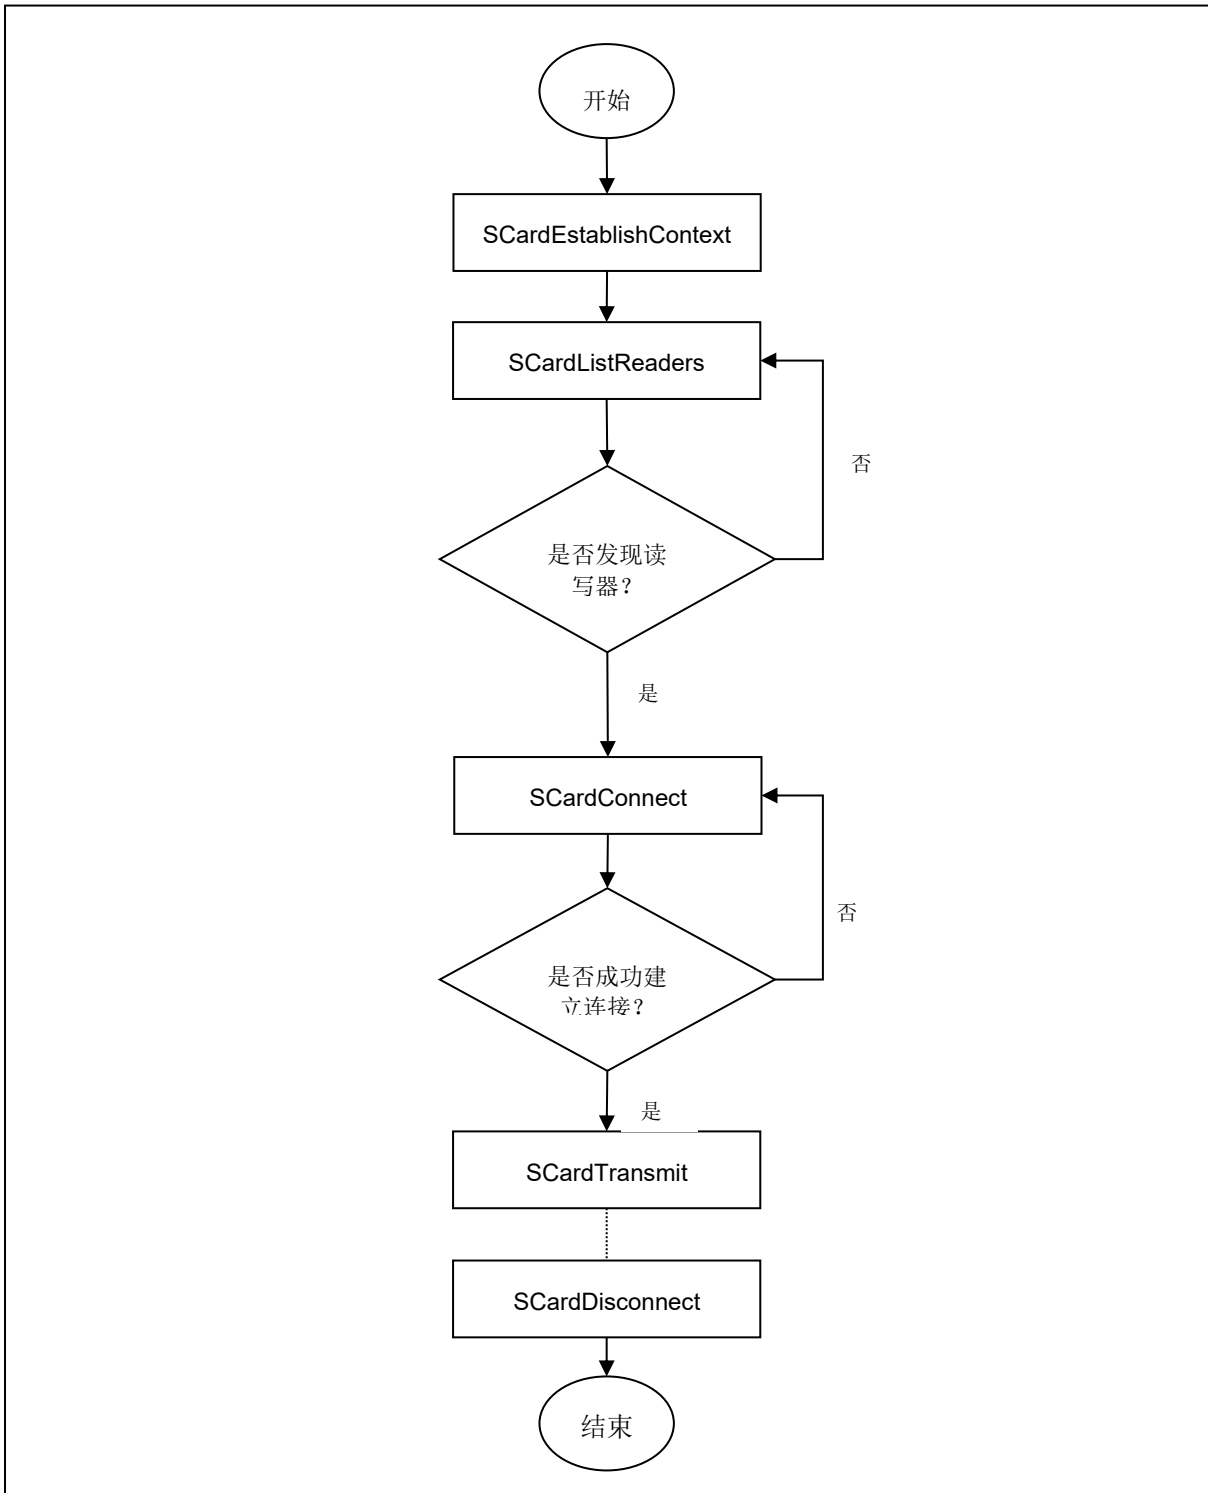 开始
SCardEstablishContext
SCardListReaders
否
是否发现读
写器？
是
SCardConnect
否
是否成功建
立连接？
是
SCardTransmit
SCardDisconnect
结束